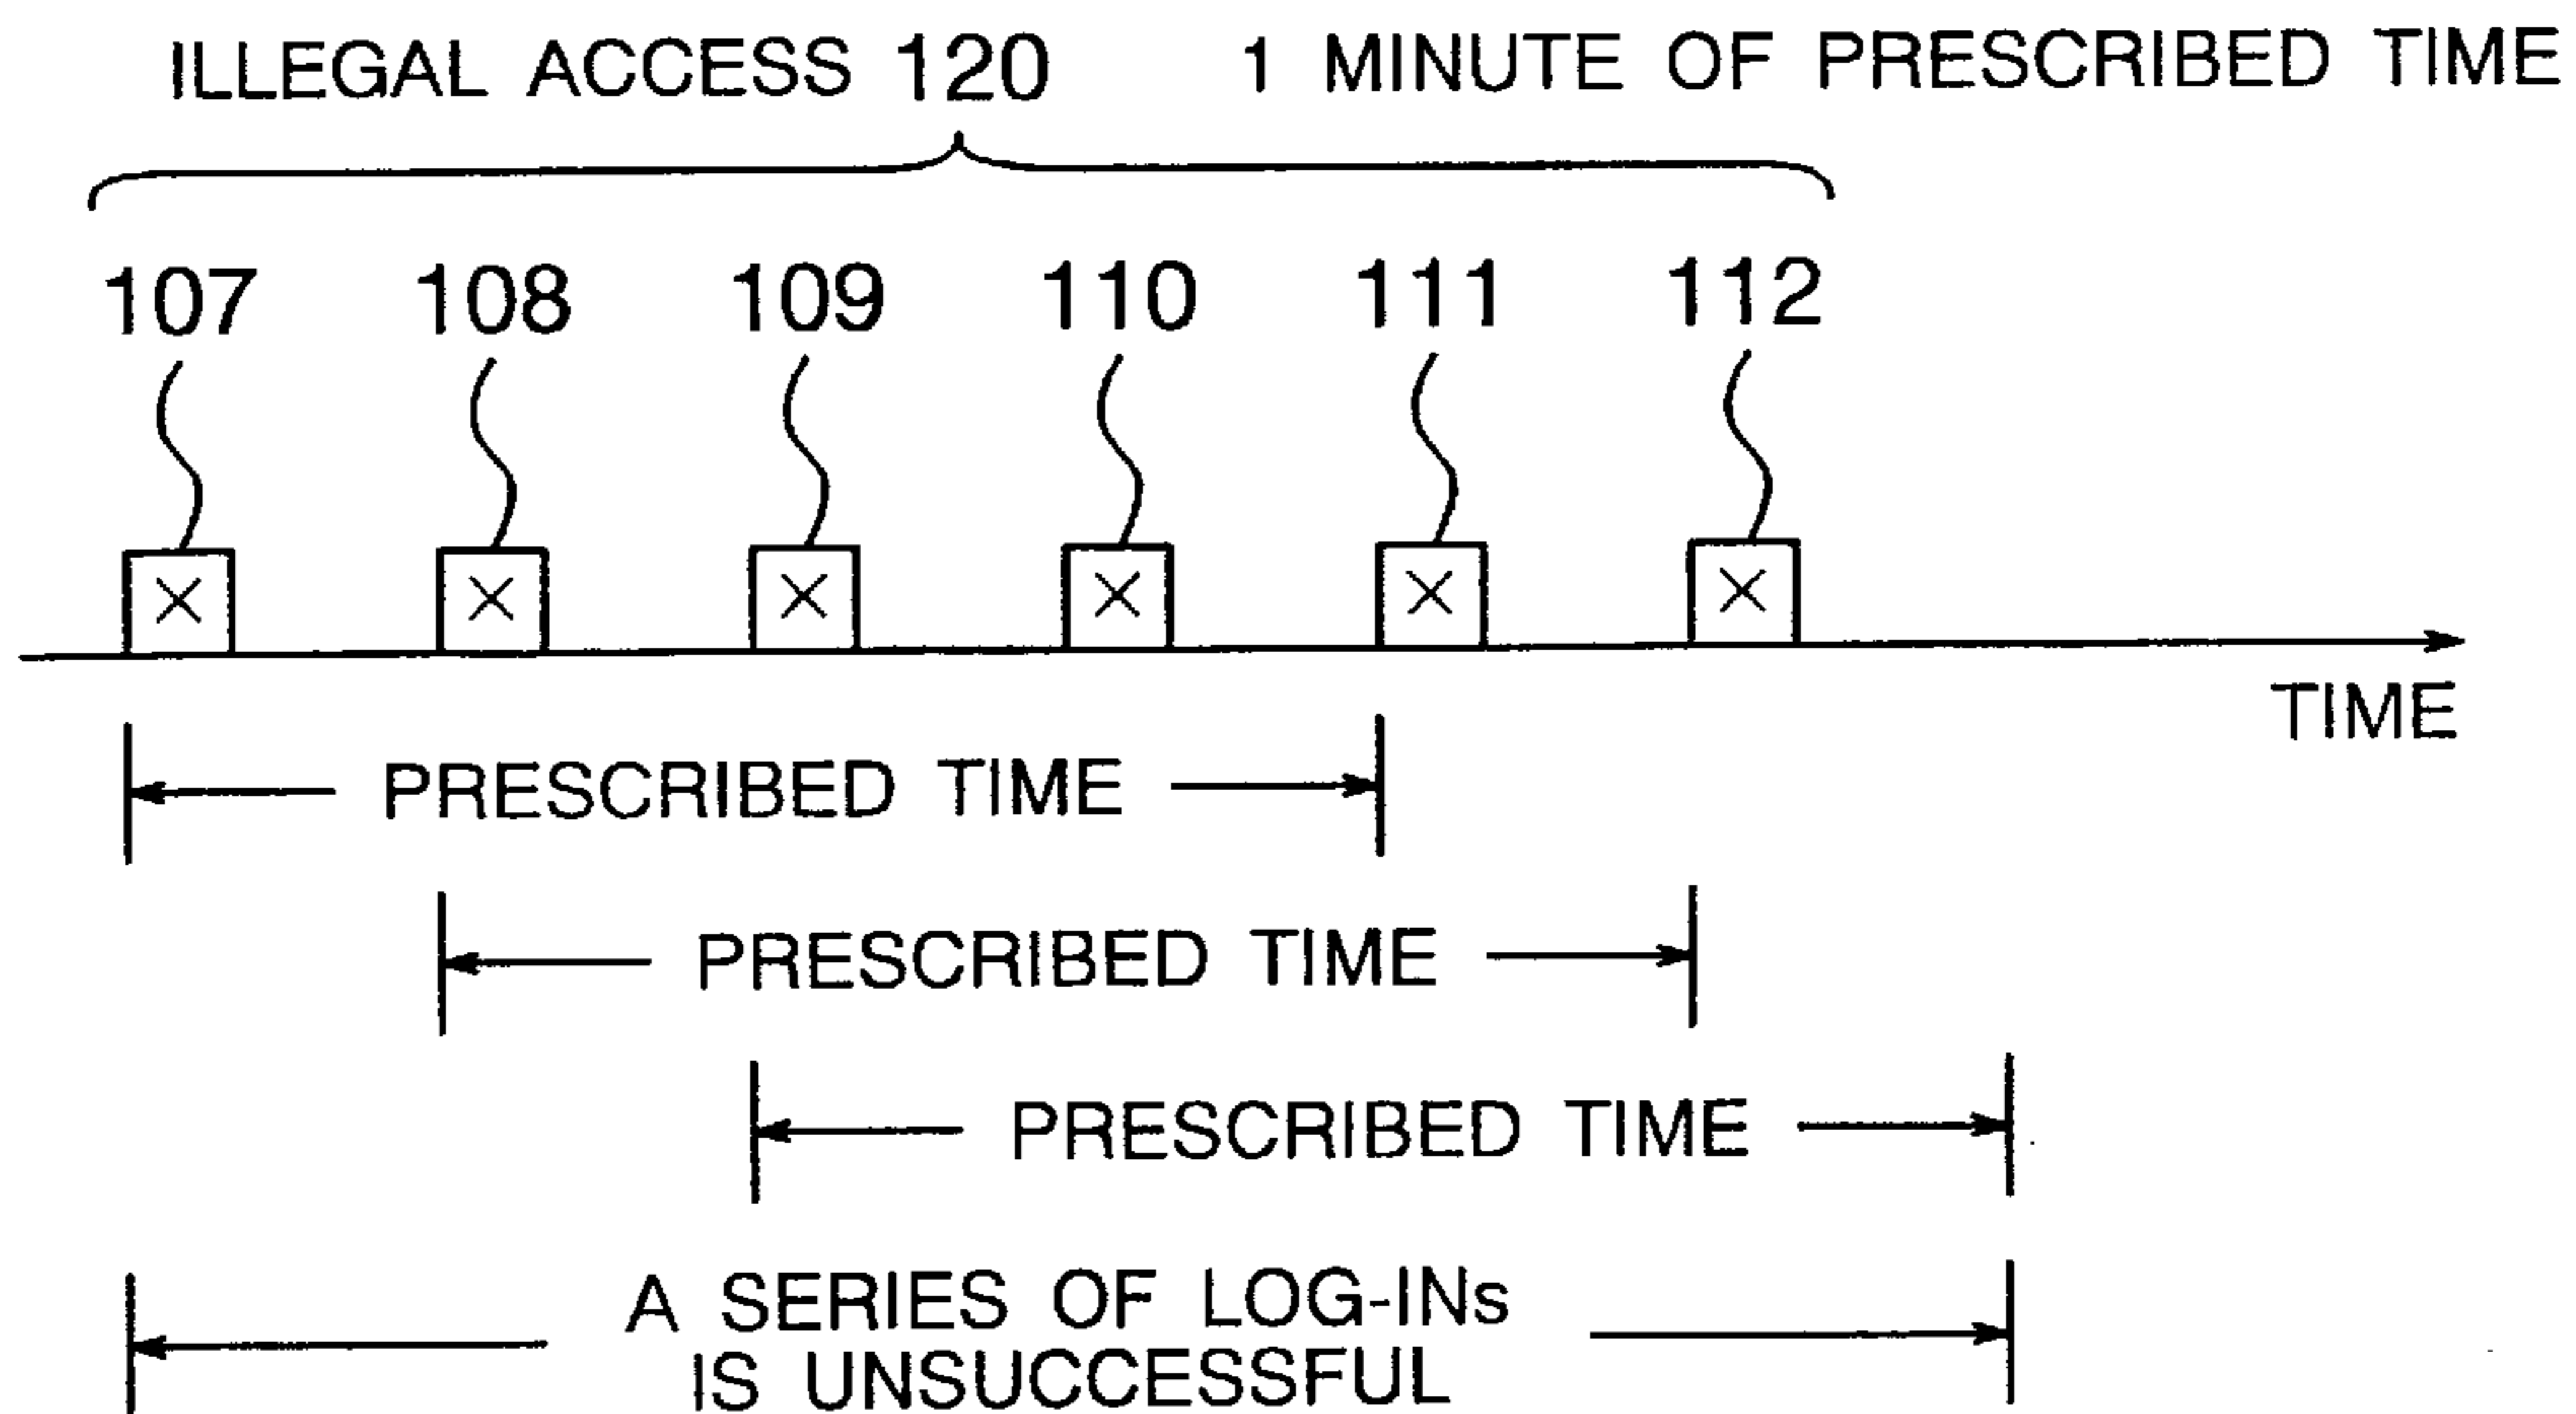 ILLEGAL ACCESS 120 1 MINUTE OF PRESCRIBED TIME
107 108 109 110 111 112
TIME
PRESCRIBED TIME
PRESCRIBED TIME
PRESCRIBED TIME
A SERIES OF LOG-INs
IS UNSUCCESSFUL